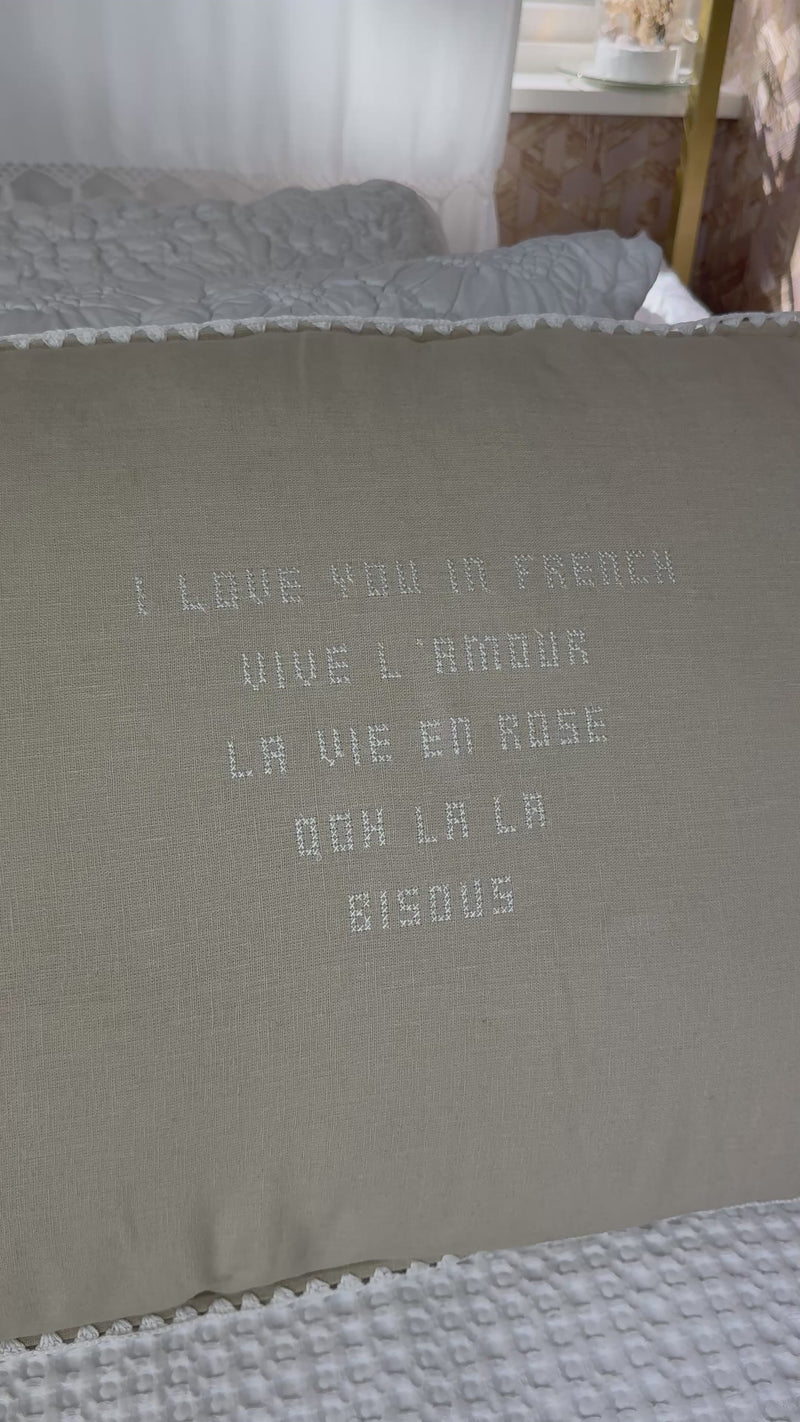 I LOVE YOU IN FRENCH
VIVE L'AMOUR
LA VIE EN ROSE
OOH LA LA
BISOUS